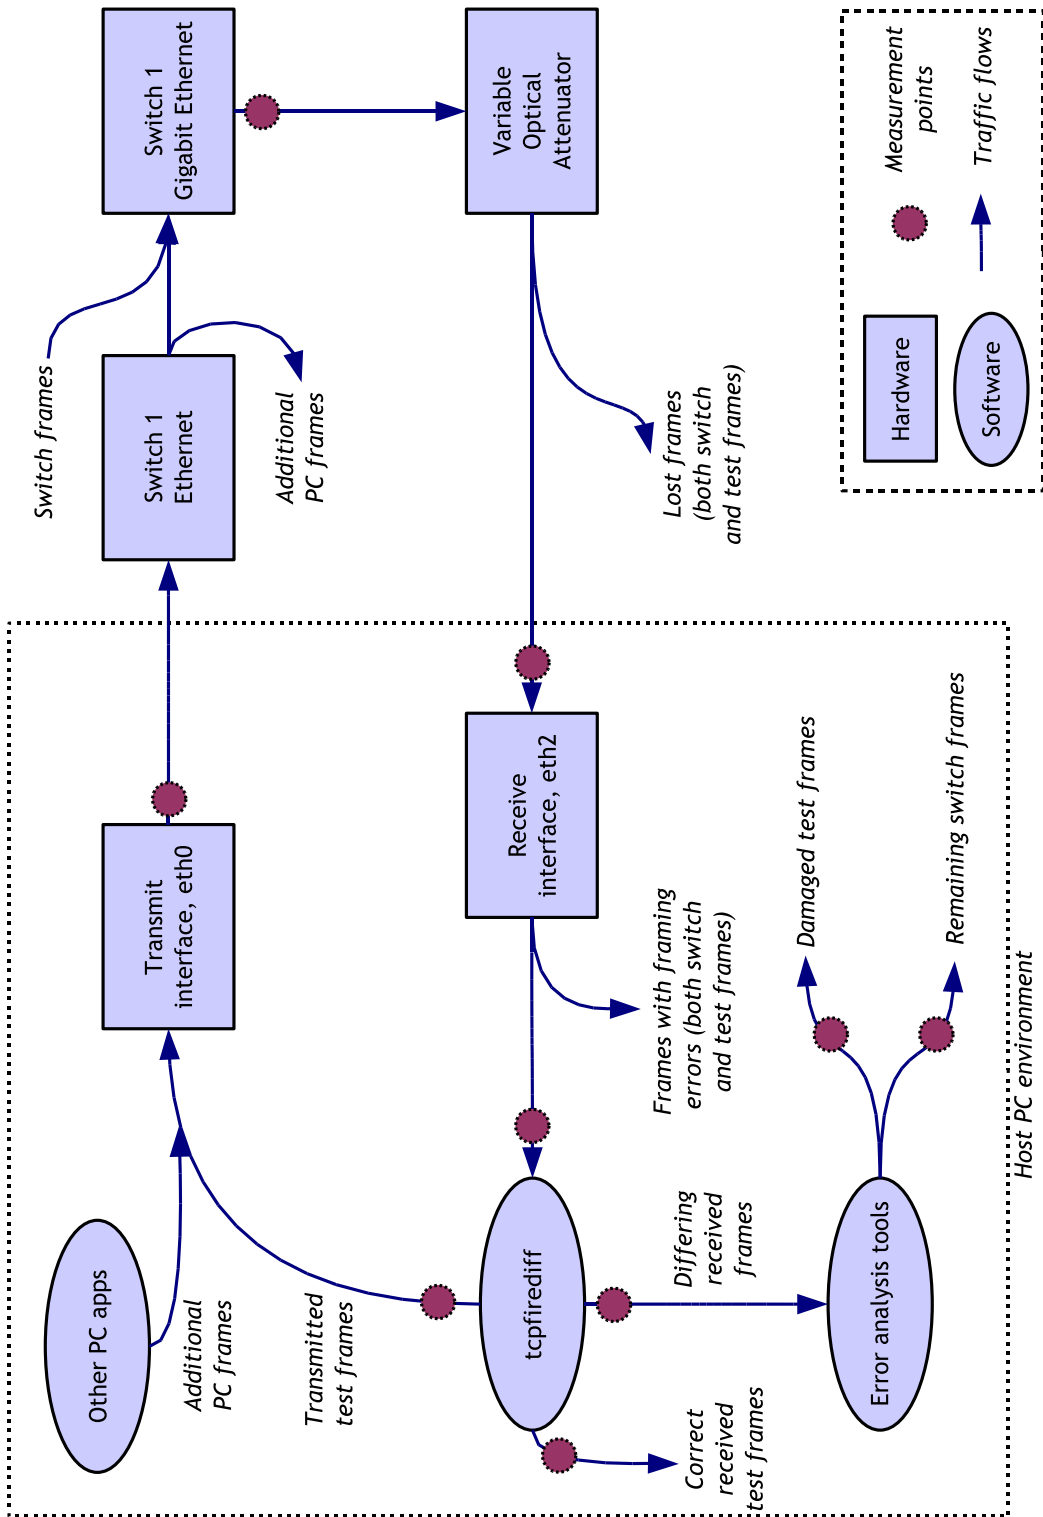 Other PC apps
Additional
PC frames
Transmitted
test frames
Transmit
interface, eth0
Switch frames
Switch 1
Ethernet
Additional
PC frames
Switch 1
Gigabit Ethernet
tcpfirediff
Correct
received
test frames
Differing
received
frames
Frames with framing
errors (both switch
and test frames)
Receive
interface, eth2
Lost frames
(both switch
and test frames)
Variable
Optical
Attenuator
Error analysis tools
Damaged test frames
Remaining switch frames
Host PC environment
Hardware
Measurement
points
Software
Traffic flows